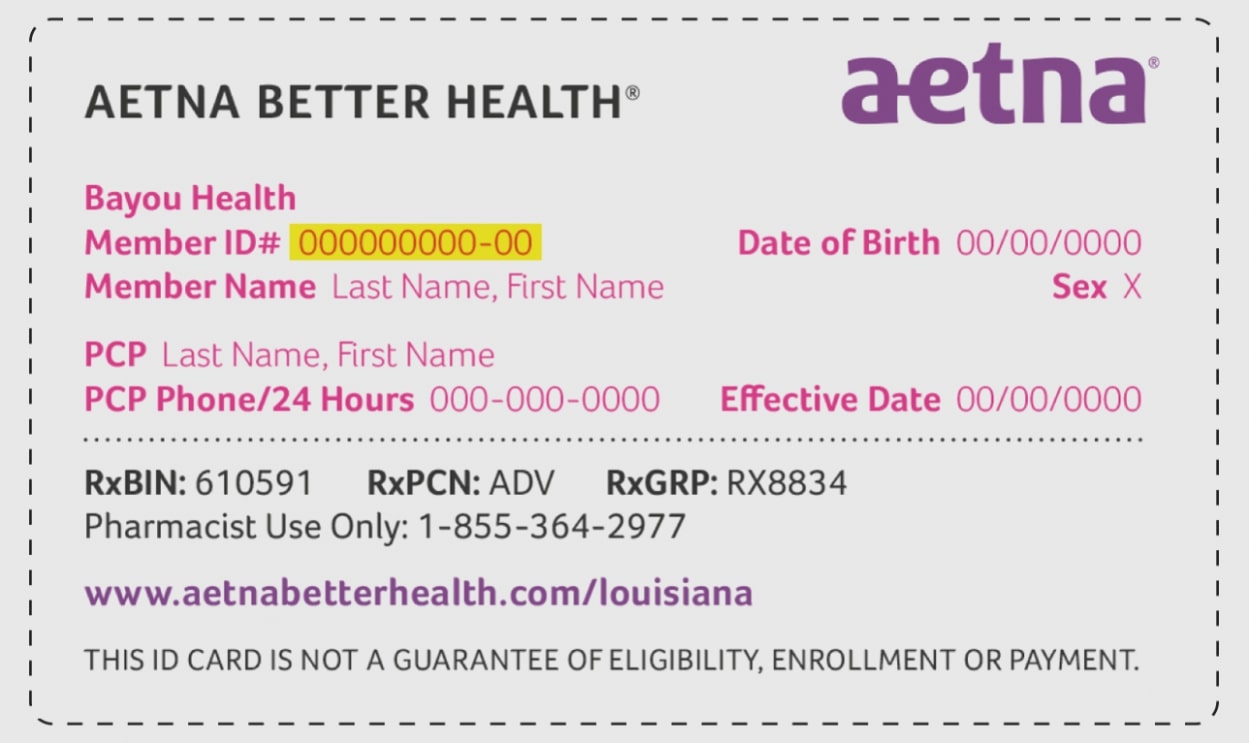 AETNA BETTER HEALTH®
aetna®
Bayou Health
Member ID# 000000000-00 Date of Birth 00/00/0000
Member Name Last Name, First Name Sex X
PCP Last Name, First Name
PCP Phone/24 Hours 000-000-0000 Effective Date 00/00/0000
RxBIN: 610591 RxPCN: ADV RxGRP: RX8834
Pharmacist Use Only: 1-855-364-2977
www.aetnabetterhealth.com/louisiana
THIS ID CARD IS NOT A GUARANTEE OF ELIGIBILITY, ENROLLMENT OR PAYMENT.